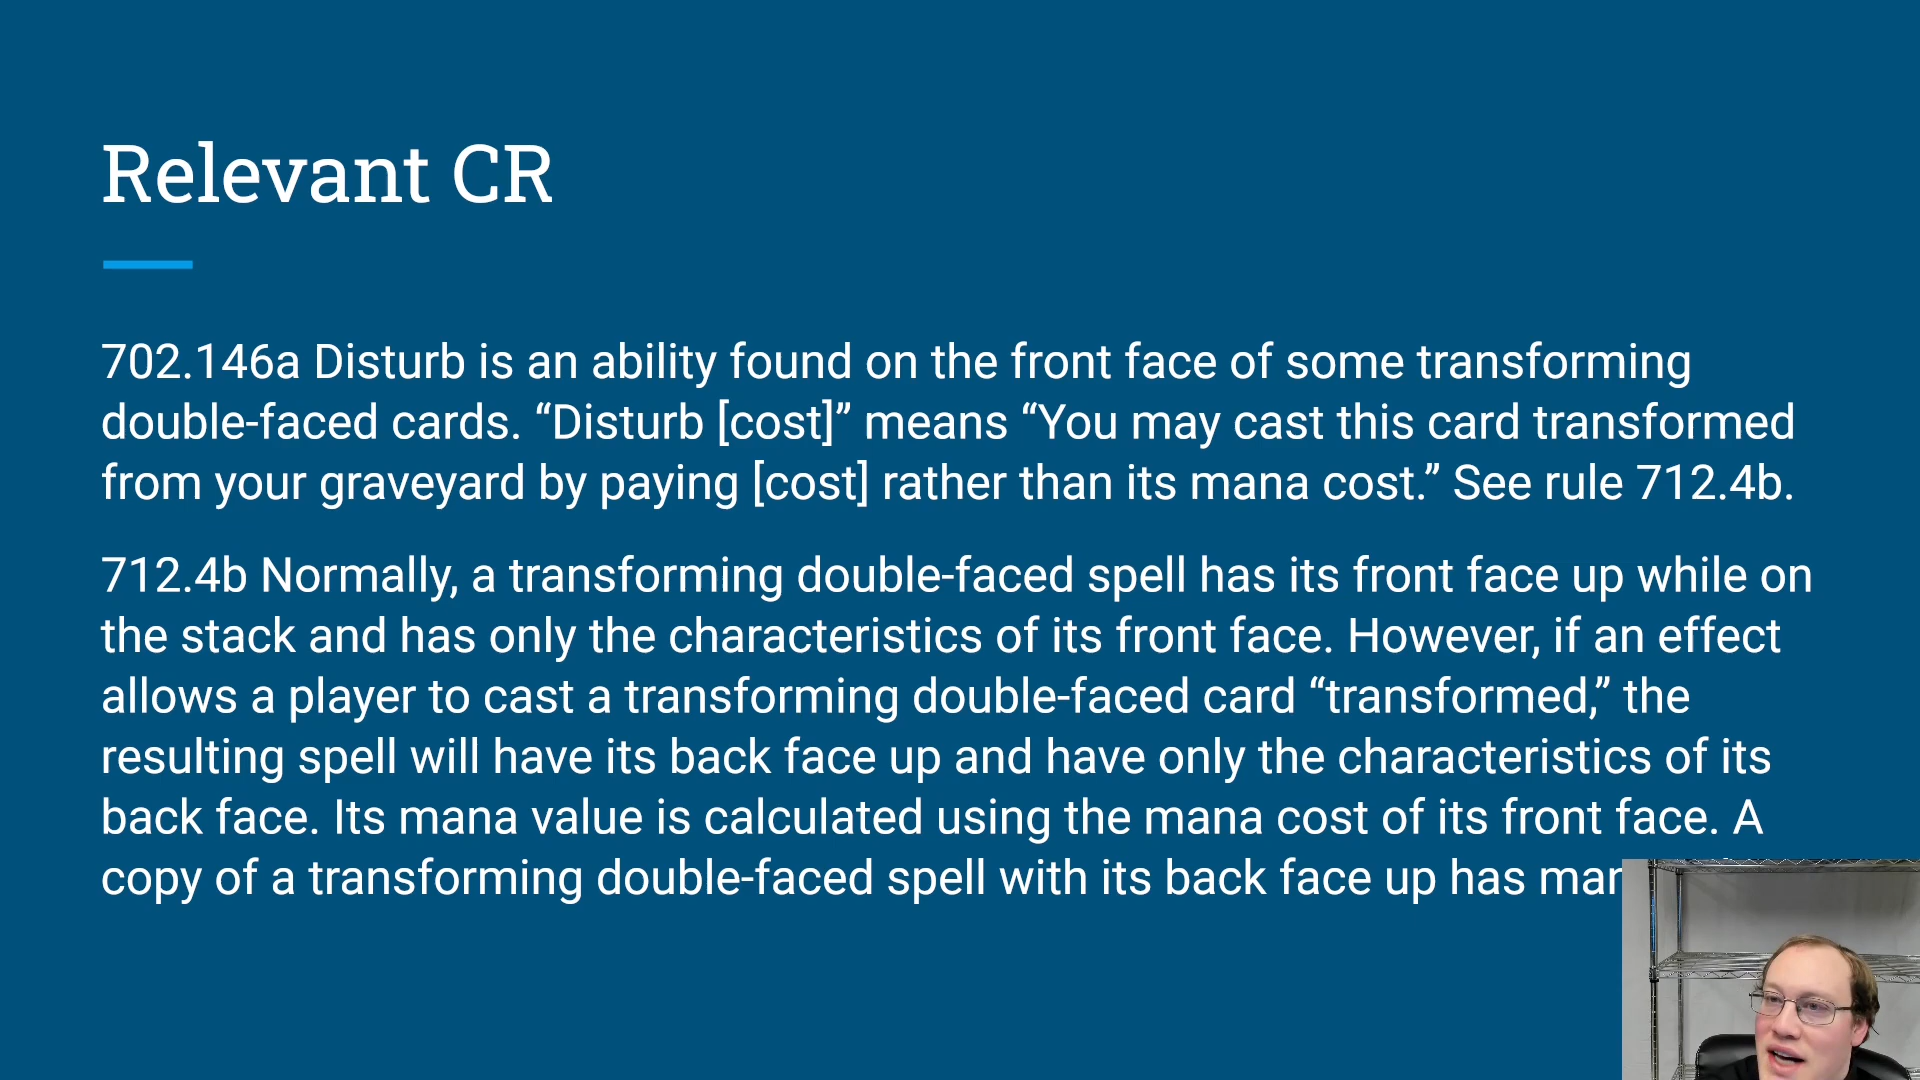 Relevant CR
702.146a Disturb is an ability found on the front face of some transforming
double-faced cards. “Disturb [cost]” means “You may cast this card transformed
from your graveyard by paying [cost] rather than its mana cost.” See rule 712.4b.
712.4b Normally, a transforming double-faced spell has its front face up while on
the stack and has only the characteristics of its front face. However, if an effect
allows a player to cast a transforming double-faced card “transformed,” the
resulting spell will have its back face up and have only the characteristics of its
back face. Its mana value is calculated using the mana cost of its front face. A
copy of a transforming double-faced spell with its back face up has